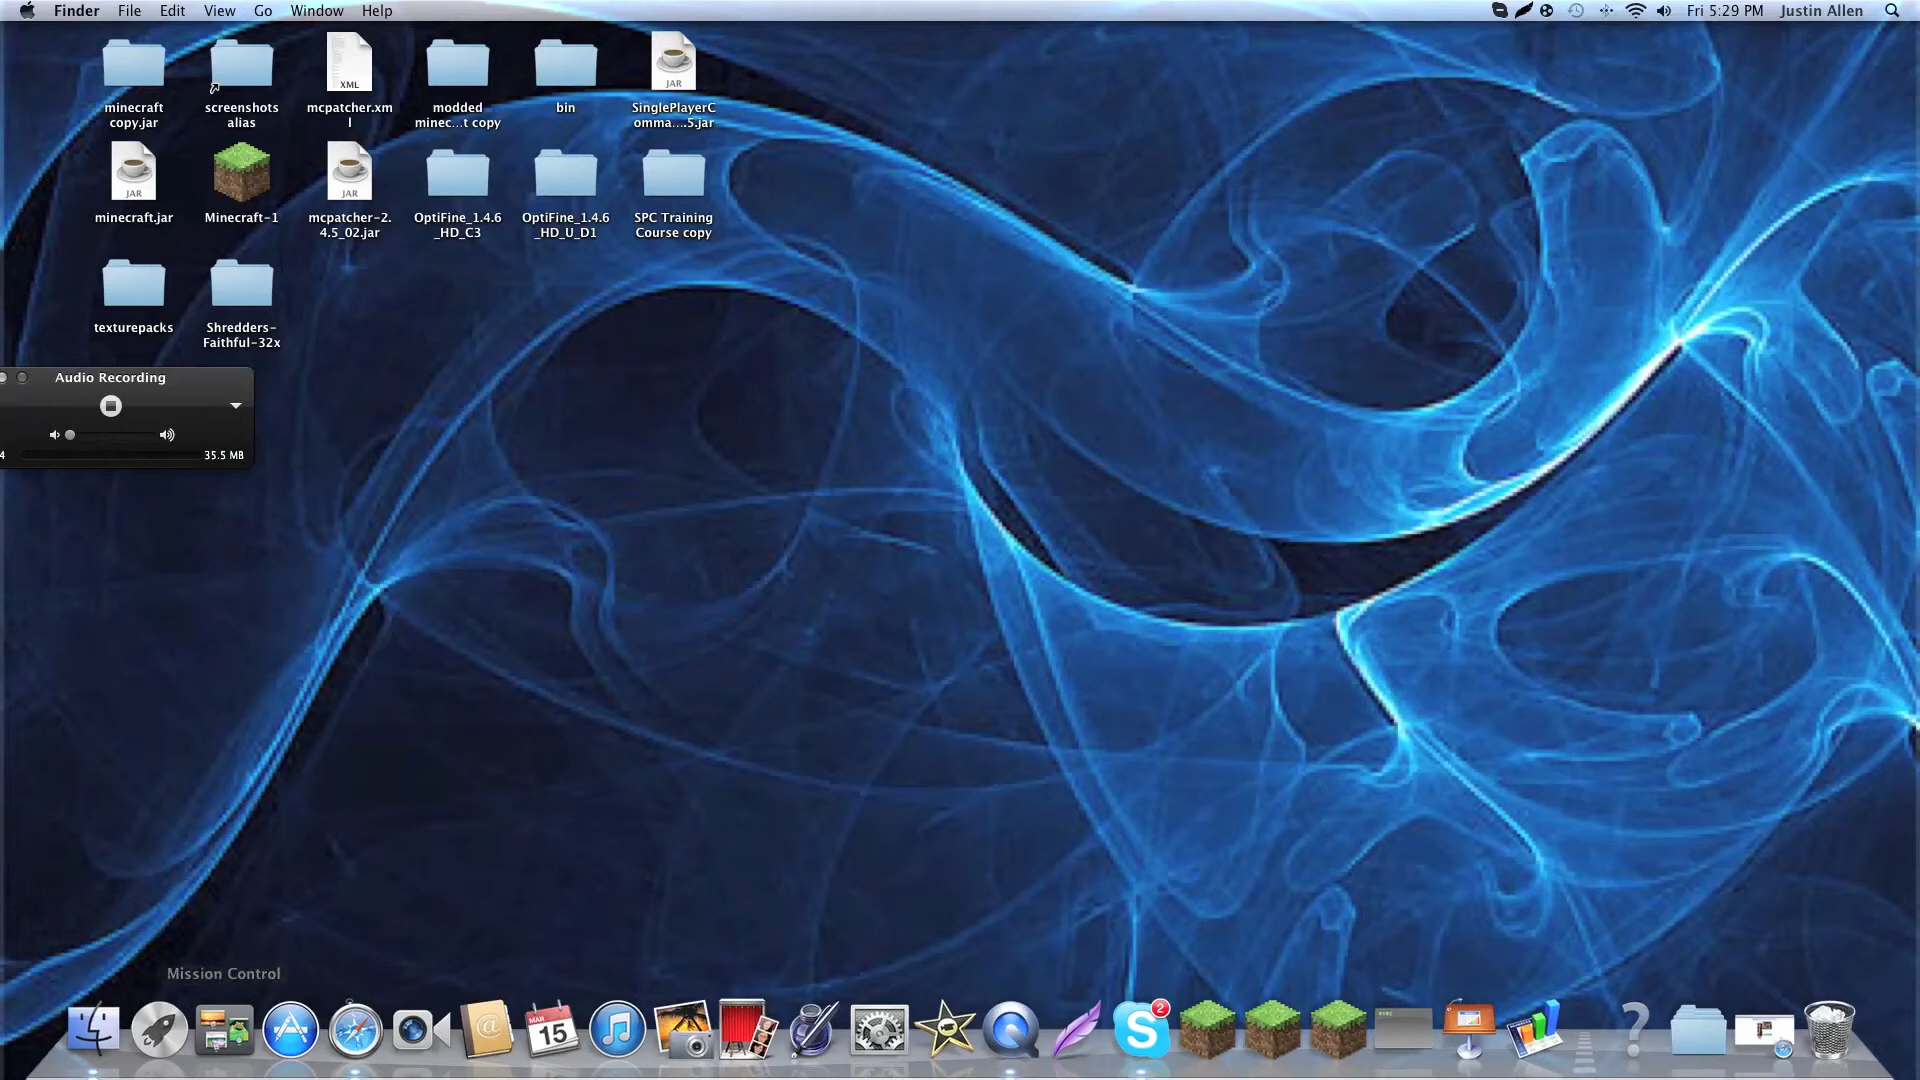 Finder File Edit View Go Window Help
Fri 5:29 PM Justin Allen
minecraft
copy.jar
screenshots
alias
XML
mcpatcher.xm
l
modded
minec...t copy
bin
JAR
SinglePlayerC
omma....5.jar
JAR
minecraft.jar
Minecraft-1
JAR
mcpatcher-2.
4.5_02.jar
OptiFine_1.4.6
_HD_C3
OptiFine_1.4.6
_HD_U_D1
SPC Training
Course copy
texturepacks
Shredders-
Faithful-32x
Audio Recording
4
35.5 MB
Mission Control
@
MAR
15
S
2
?